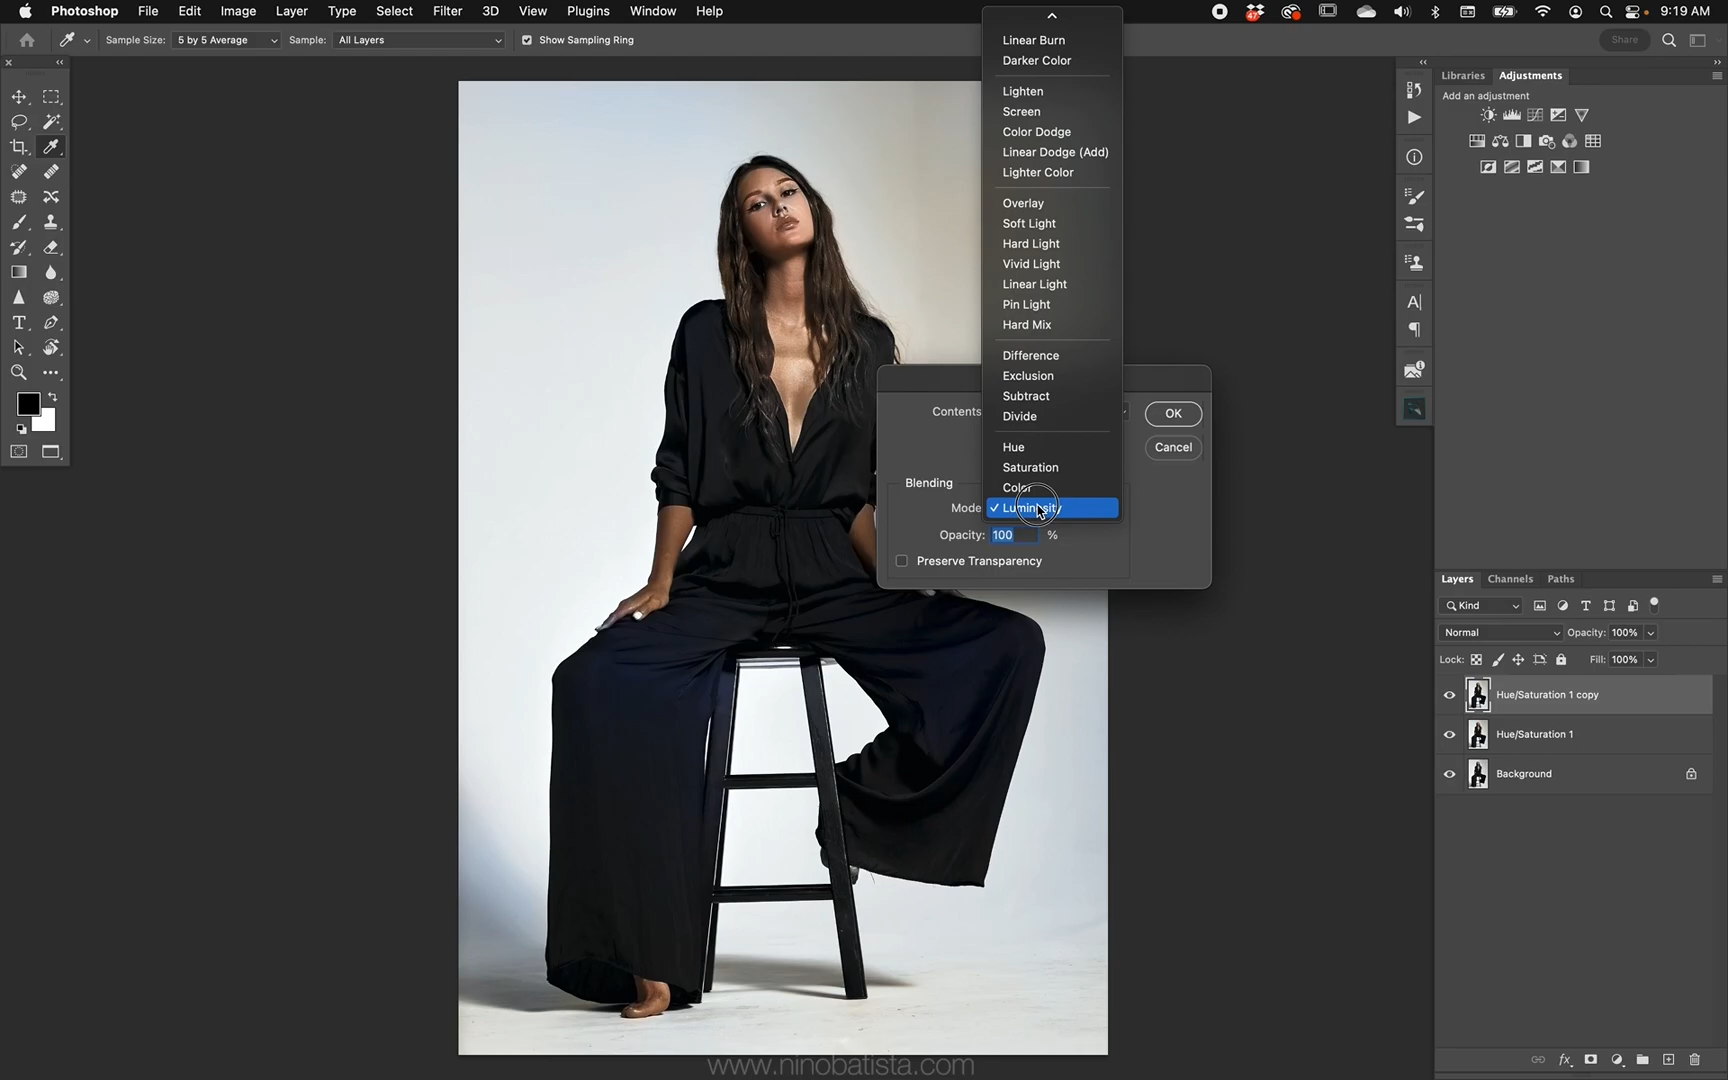 Photoshop File Edit Image Layer Type Select Filter 3D View Plugins Window Help
47
9:19 AM
Sample Size: 5 by 5 Average Sample: All Layers Show Sampling Ring
Share
Linear Burn
Darker Color
Lighten
Screen
Color Dodge
Linear Dodge (Add)
Lighter Color
Overlay
Soft Light
Hard Light
Vivid Light
Linear Light
Pin Light
Hard Mix
Difference
Exclusion
Subtract
Divide
Hue
Saturation
Color
Luminosity
Contents
OK
Cancel
Blending
Mode
Opacity: 100 %
Preserve Transparency
Libraries Adjustments
Add an adjustment
Layers Channels Paths
Kind
Normal Opacity: 100%
Lock: Fill: 100%
Hue/Saturation 1 copy
Hue/Saturation 1
Background
www.ninobatista.com